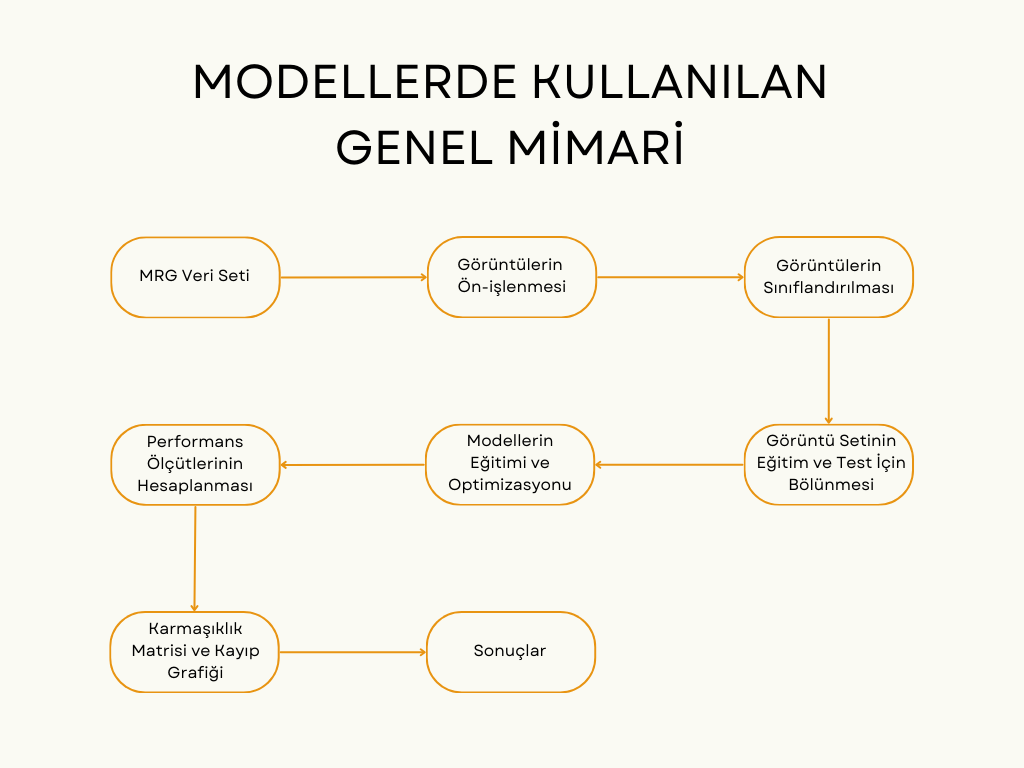 MODELLERDE KULLANILAN
GENEL MİMARİ
MRG Veri Seti
Görüntülerin
Ön-işlenmesi
Görüntülerin
Sınıflandırılması
Görüntü Setinin
Eğitim ve Test İçin
Bölünmesi
Modellerin
Eğitimi ve
Optimizasyonu
Performans
Ölçütlerinin
Hesaplanması
Karmaşıklık
Matrisi ve Kayıp
Grafiği
Sonuçlar